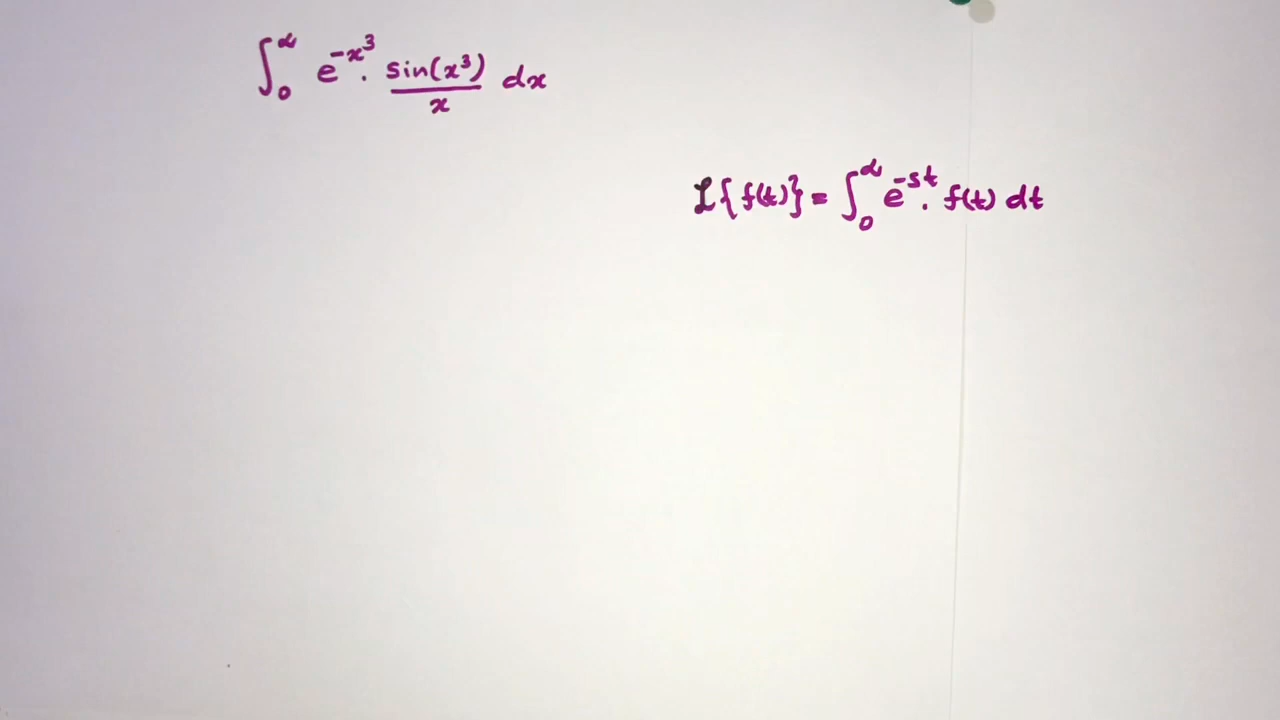 ∫₀^∞ e^(-x³) · sin(x³)/x dx
ℒ{f(t)} = ∫₀^∞ e^(-st) · f(t) dt